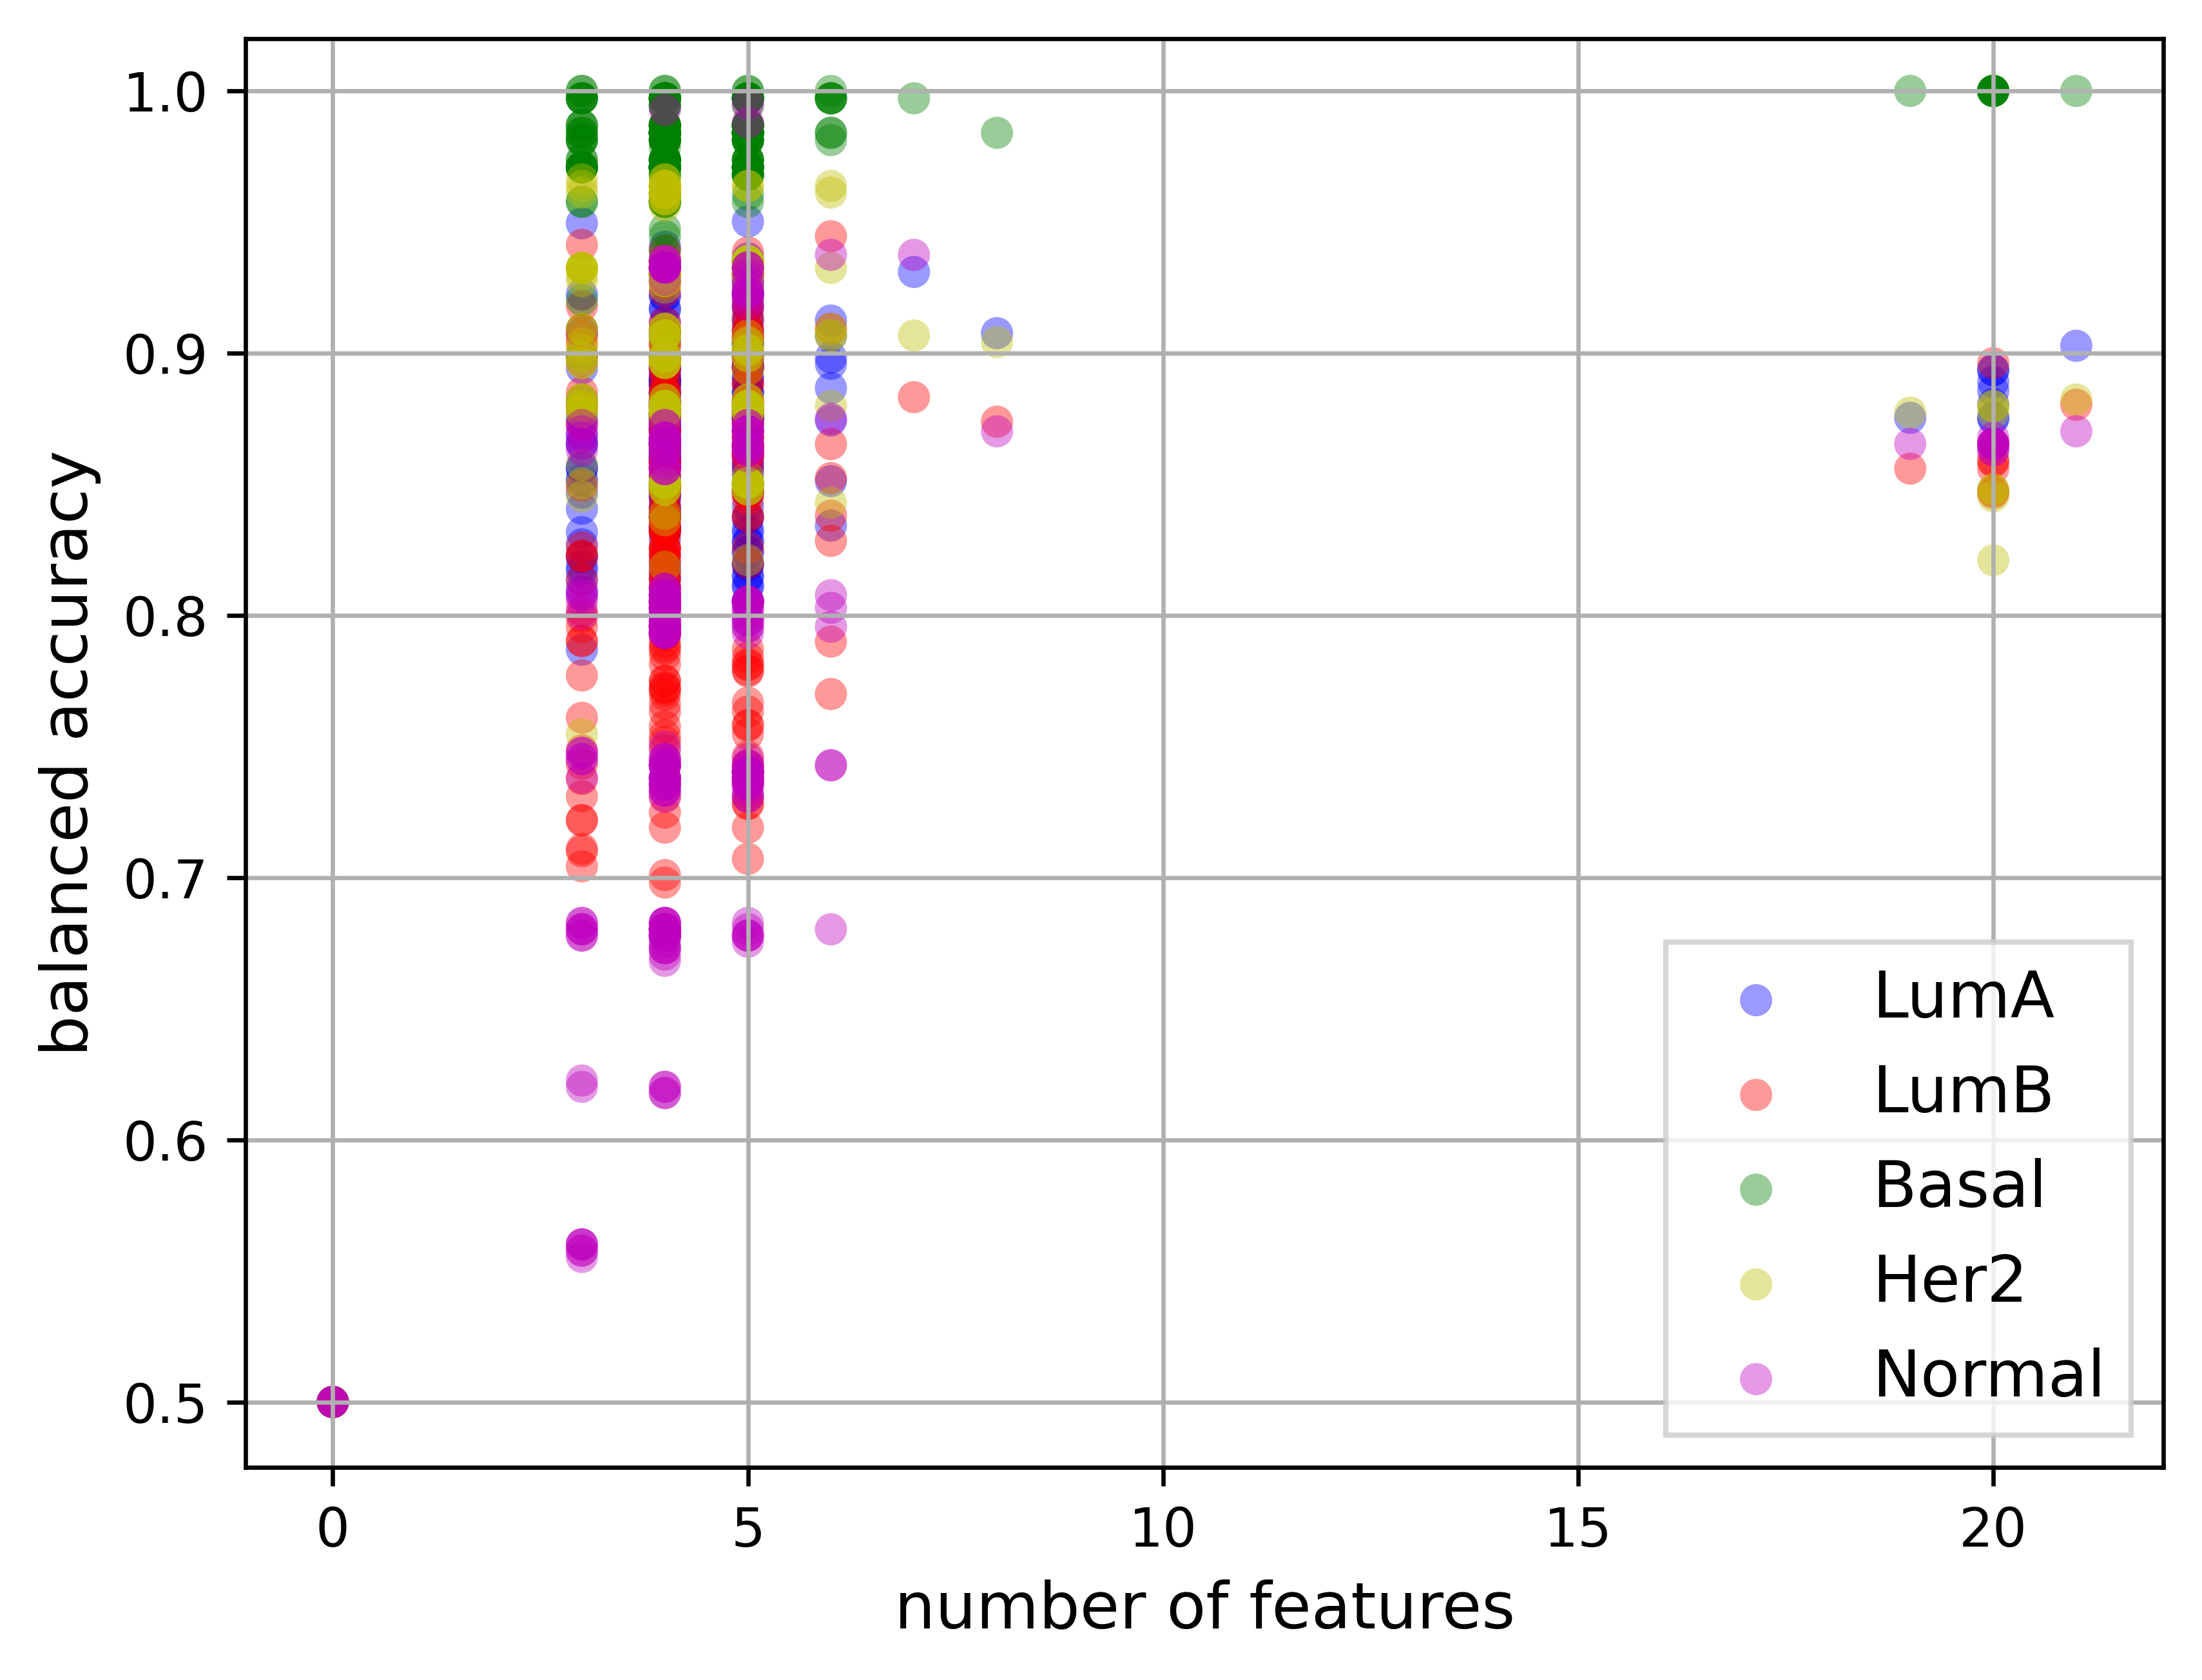 1.0
0.9
0.8
0.7
0.6
0.5
balanced accuracy
0 5 10 15 20
number of features
LumA
LumB
Basal
Her2
Normal